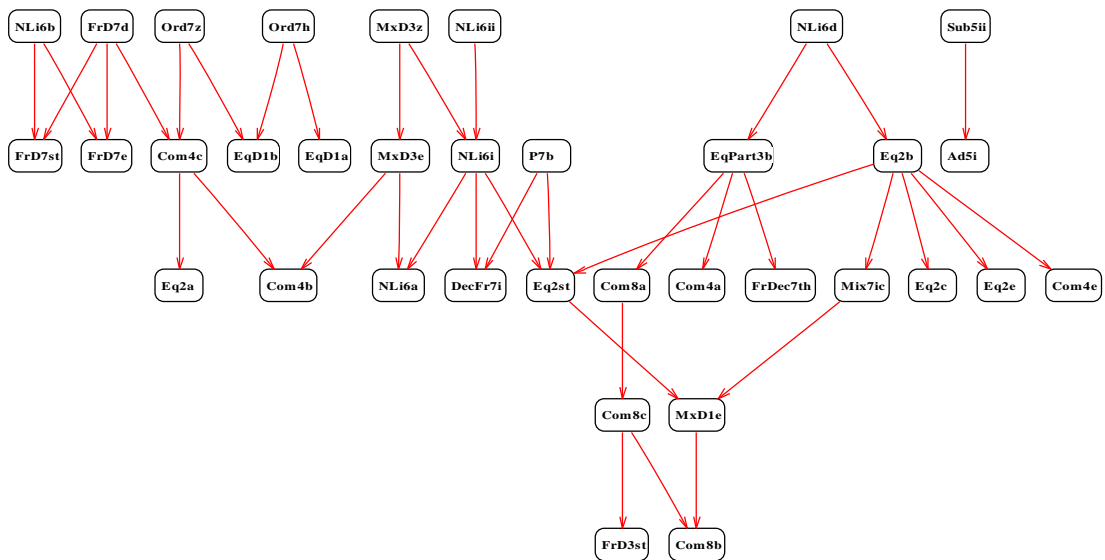 NLi6b FrD7d Ord7z Ord7h MxD3z NLi6ii NLi6d Sub5ii
FrD7st FrD7e Com4c EqD1b EqD1a MxD3e NLi6i P7b EqPart3b Eq2b Ad5i
Eq2a Com4b NLi6a DecFr7i Eq2st Com8a Com4a FrDec7th Mix7ic Eq2c Eq2e Com4e
Com8c MxD1e
FrD3st Com8b